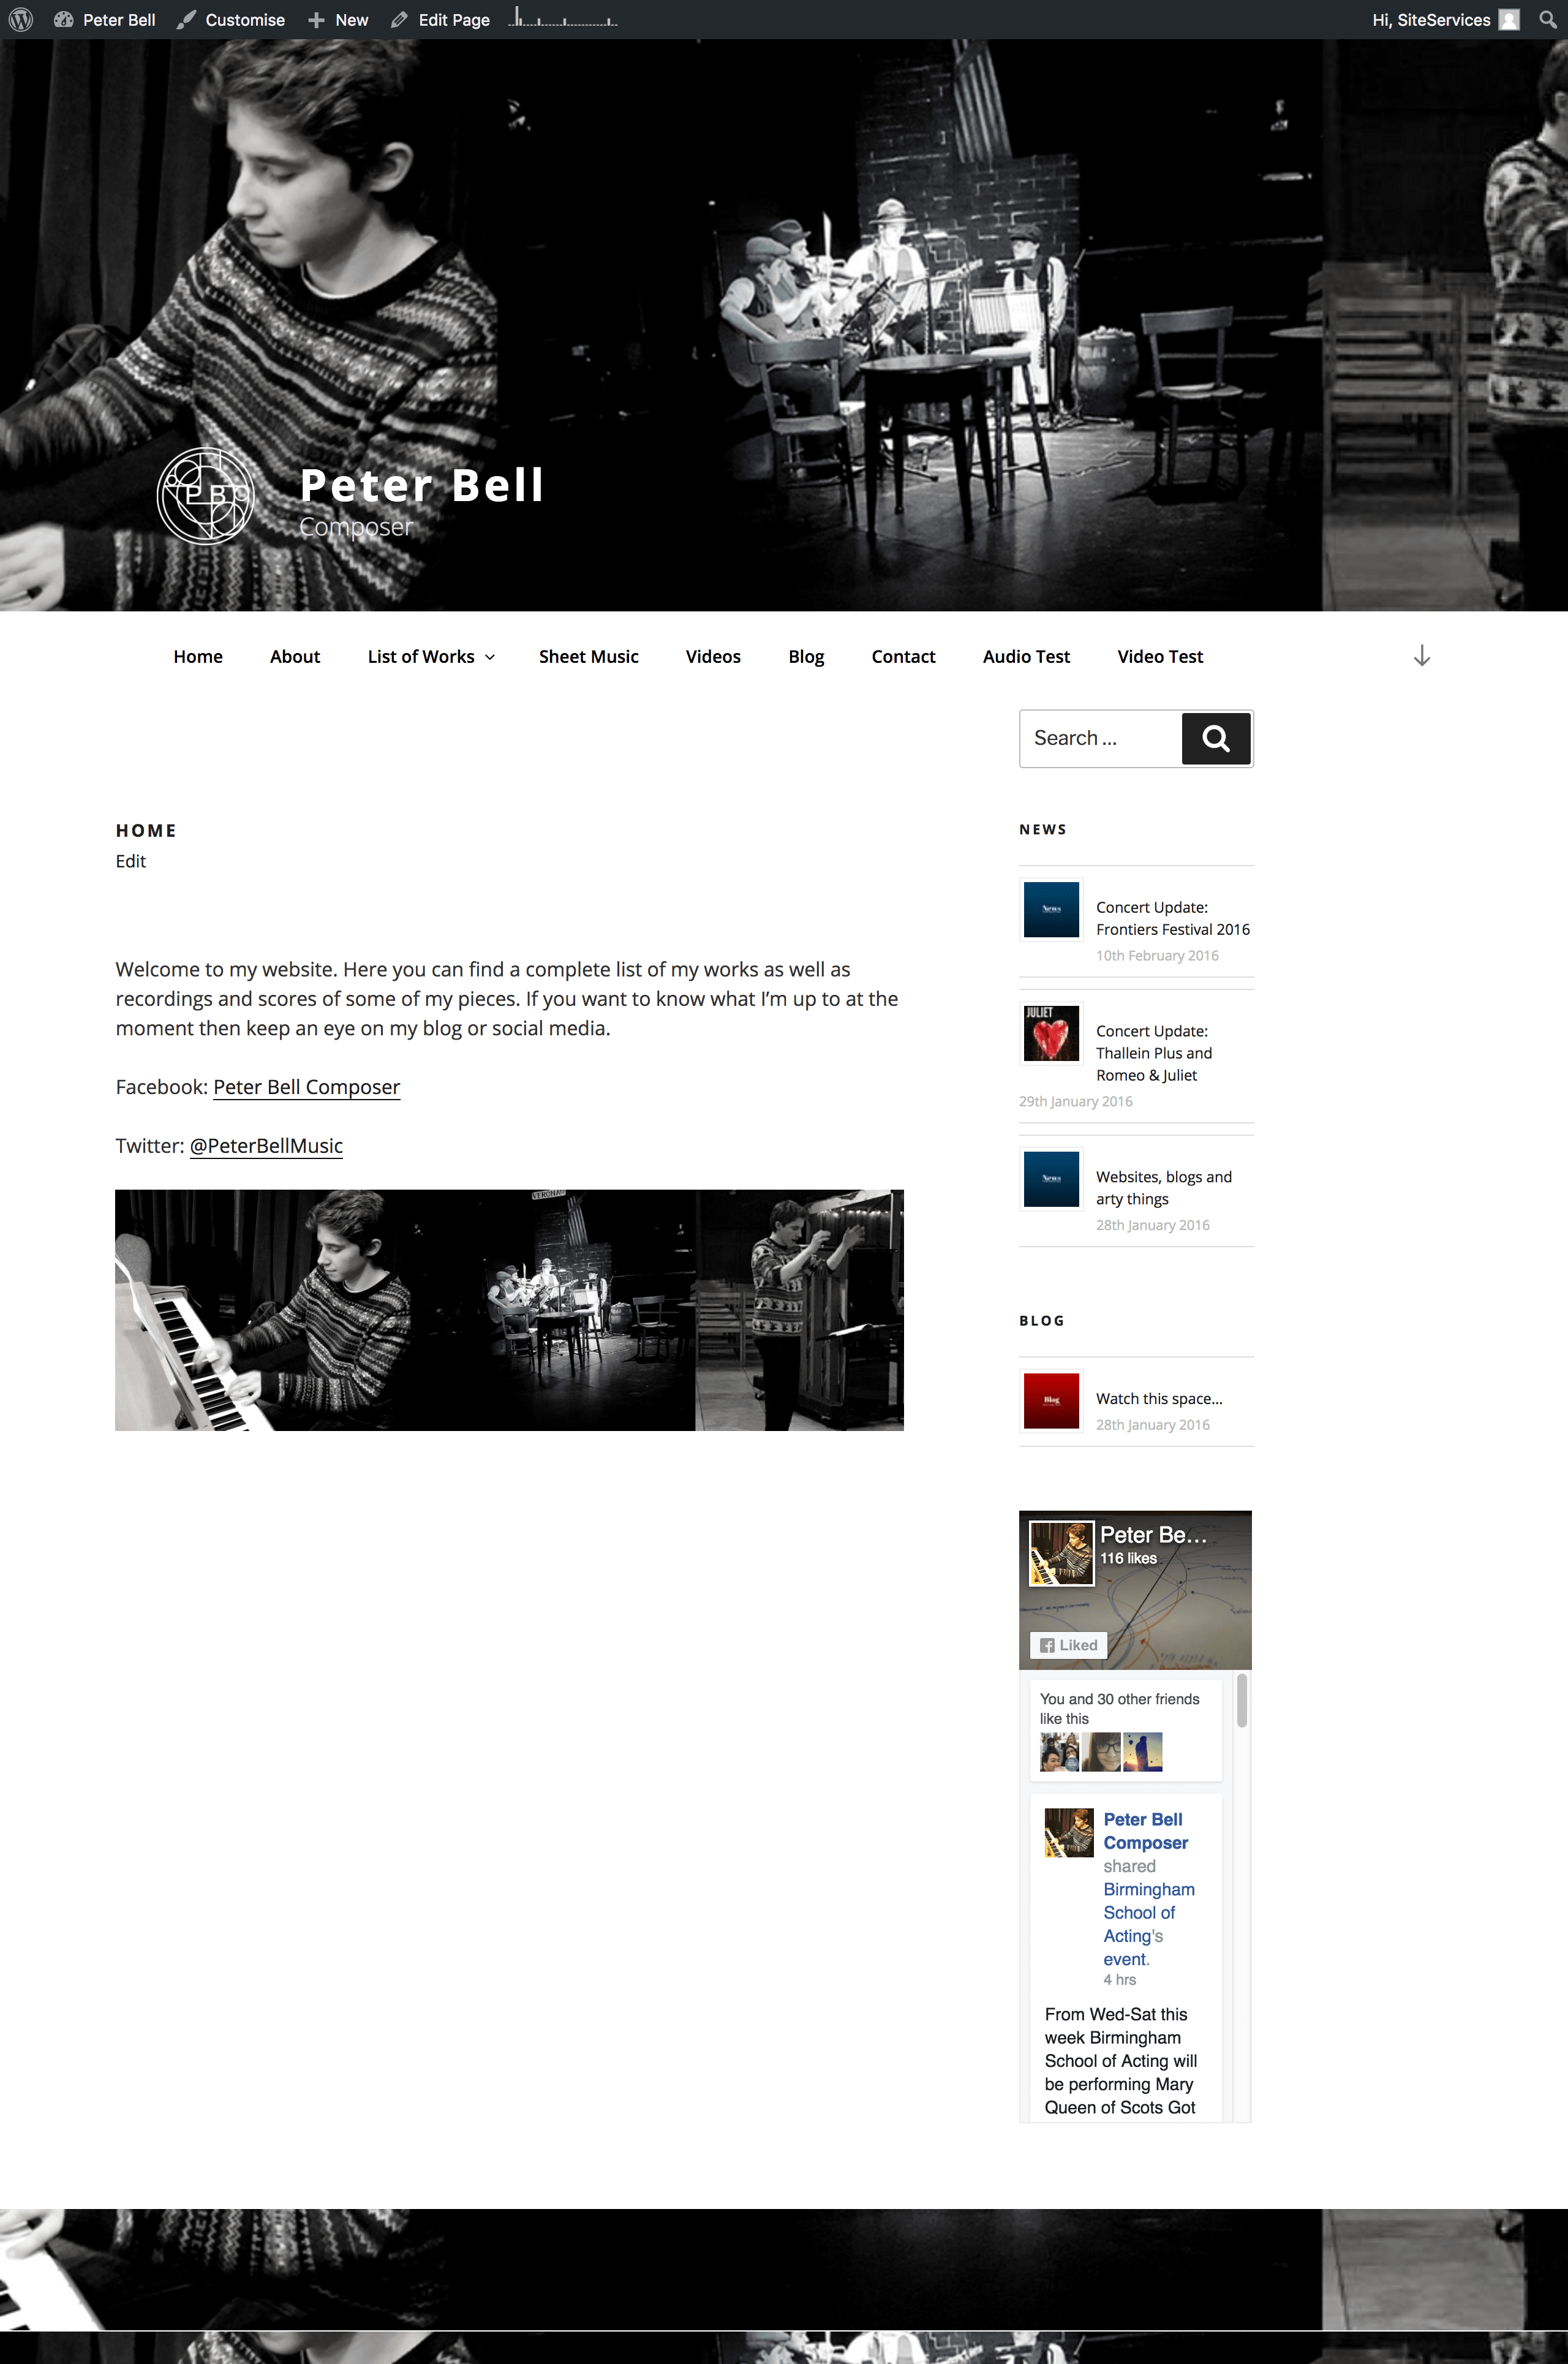 Peter Bell Customise New Edit Page Hi, SiteServices
PB
Peter Bell
Composer
Home About List of Works Sheet Music Videos Blog Contact Audio Test Video Test
Search ...
HOME
Edit
Welcome to my website. Here you can find a complete list of my works as well as
recordings and scores of some of my pieces. If you want to know what I'm up to at the
moment then keep an eye on my blog or social media.
Facebook: Peter Bell Composer
Twitter: @PeterBellMusic
VERONA
NEWS
News
Concert Update:
Frontiers Festival 2016
10th February 2016
JULIET
Concert Update:
Thallein Plus and
Romeo & Juliet
29th January 2016
News
Websites, blogs and
arty things
28th January 2016
BLOG
Blog
Watch this space...
28th January 2016
Peter Be...
116 likes
Liked
You and 30 other friends
like this
Peter Bell
Composer
shared
Birmingham
School of
Acting's
event.
4 hrs
From Wed-Sat this
week Birmingham
School of Acting will
be performing Mary
Queen of Scots Got